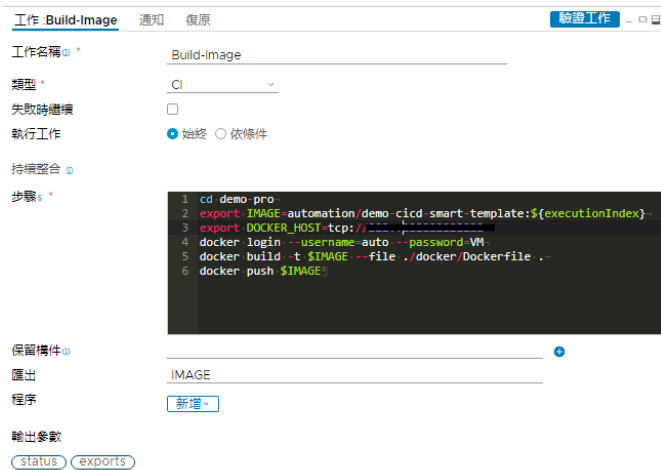 工作 :Build-Image 通知 復原 驗證工作
工作名稱 * Build-Image
類型 * CI
失敗時繼續
執行工作 始終 依條件
持續整合
步驟 *
1 cd demo-pro
2 export IMAGE=automation/demo-cicd-smart-template:${executionIndex}
3 export DOCKER_HOST=tcp://
4 docker login --username=auto --password=VM
5 docker build -t $IMAGE --file ./docker/Dockerfile .
6 docker push $IMAGE
保留構件
匯出 IMAGE
程序 新增
輸出參數
status exports